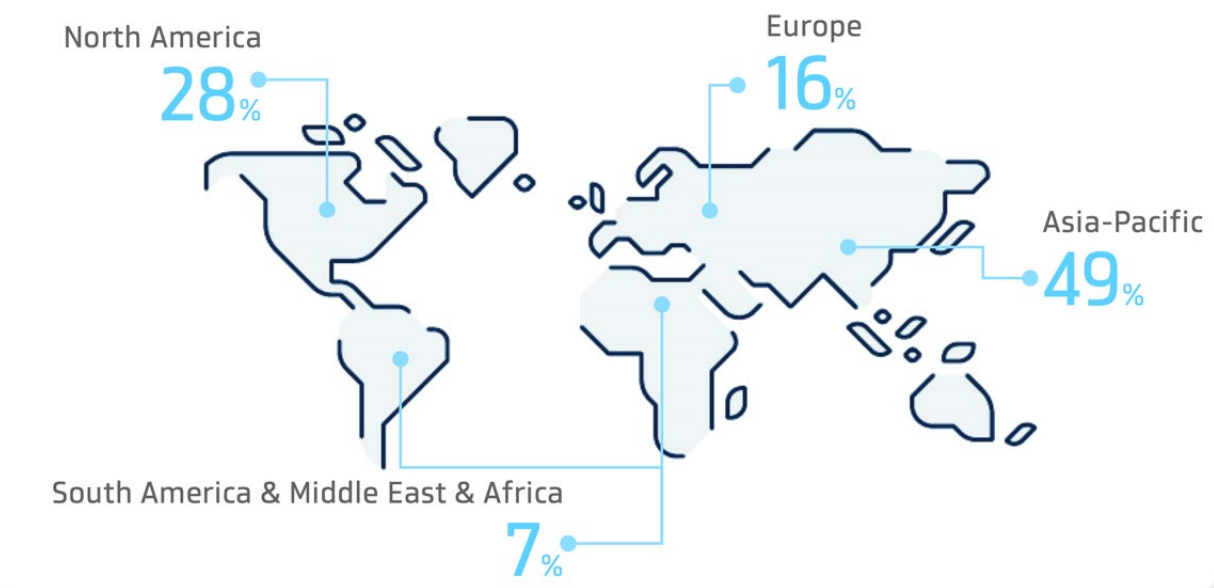 North America
28%
Europe
16%
Asia-Pacific
49%
South America & Middle East & Africa
7%